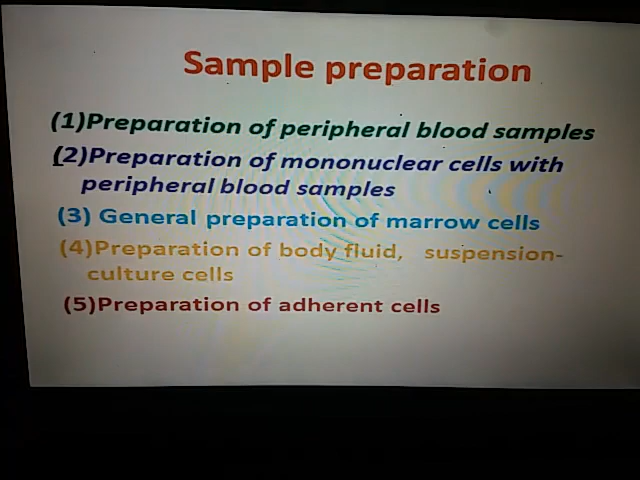 Sample preparation
(1)Preparation of peripheral blood samples
(2)Preparation of mononuclear cells with
peripheral blood samples
(3) General preparation of marrow cells
(4)Preparation of body fluid, suspension-
culture cells
(5)Preparation of adherent cells